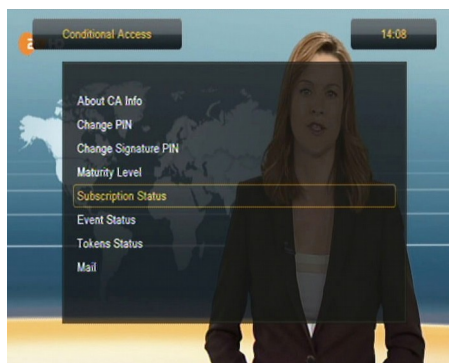 Conditional Access
14:08
About CA Info
Change PIN
Change Signature PIN
Maturity Level
Subscription Status
Event Status
Tokens Status
Mail